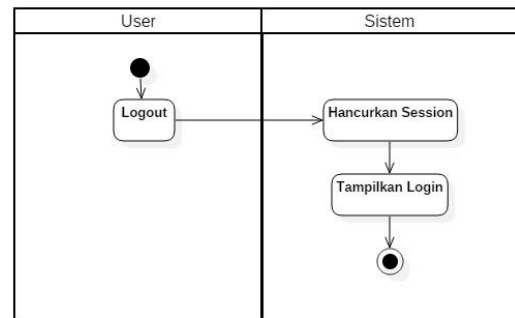 User
Sistem
Logout
Hancurkan Session
Tampilkan Login